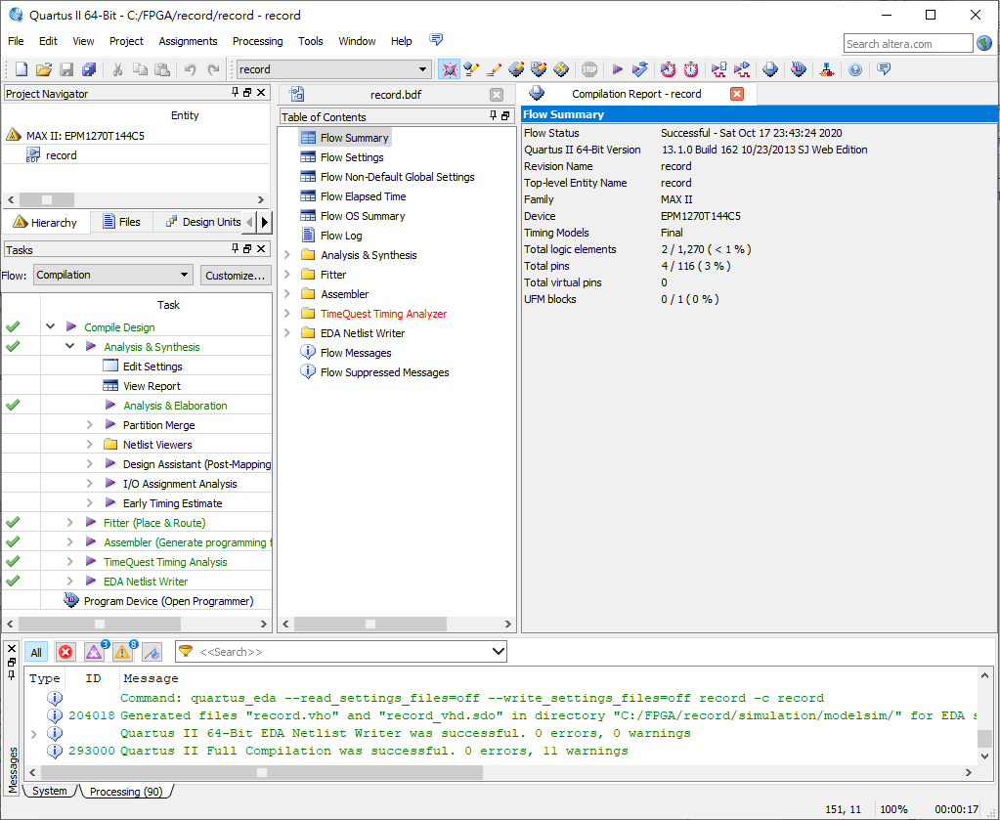 Quartus II 64-Bit - C:/FPGA/record/record - record
File Edit View Project Assignments Processing Tools Window Help
Search altera.com
record
Project Navigator
Entity
MAX II: EPM1270T144C5
BDF record
Hierarchy Files Design Units
Tasks
Flow: Compilation Customize...
Task
Compile Design
Analysis & Synthesis
Edit Settings
View Report
Analysis & Elaboration
Partition Merge
Netlist Viewers
Design Assistant (Post-Mapping
I/O Assignment Analysis
Early Timing Estimate
Fitter (Place & Route)
Assembler (Generate programming f
TimeQuest Timing Analysis
EDA Netlist Writer
Program Device (Open Programmer)
record.bdf
Compilation Report - record
Table of Contents
Flow Summary
Flow Settings
Flow Non-Default Global Settings
Flow Elapsed Time
Flow OS Summary
Flow Log
Analysis & Synthesis
Fitter
Assembler
TimeQuest Timing Analyzer
EDA Netlist Writer
Flow Messages
Flow Suppressed Messages
Flow Summary
Flow Status Successful - Sat Oct 17 23:43:24 2020
Quartus II 64-Bit Version 13.1.0 Build 162 10/23/2013 SJ Web Edition
Revision Name record
Top-level Entity Name record
Family MAX II
Device EPM1270T144C5
Timing Models Final
Total logic elements 2 / 1,270 ( < 1 % )
Total pins 4 / 116 ( 3 % )
Total virtual pins 0
UFM blocks 0 / 1 ( 0 % )
All 3 8 <<Search>>
Type ID Message
Command: quartus_eda --read_settings_files=off --write_settings_files=off record -c record
204018 Generated files "record.vho" and "record_vhd.sdo" in directory "C:/FPGA/record/simulation/modelsim/" for EDA s
Quartus II 64-Bit EDA Netlist Writer was successful. 0 errors, 0 warnings
293000 Quartus II Full Compilation was successful. 0 errors, 11 warnings
Messages
System Processing (90)
151, 11 100% 00:00:17